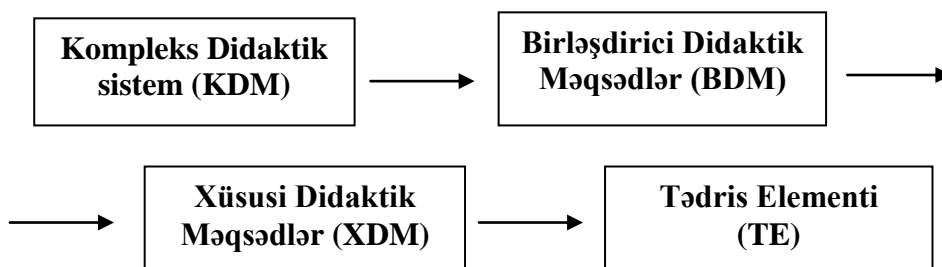 Kompleks Didaktik
sistem (KDM)
Birləşdirici Didaktik
Məqsədlər (BDM)
Xüsusi Didaktik
Məqsədlər (XDM)
Tədris Elementi
(TE)